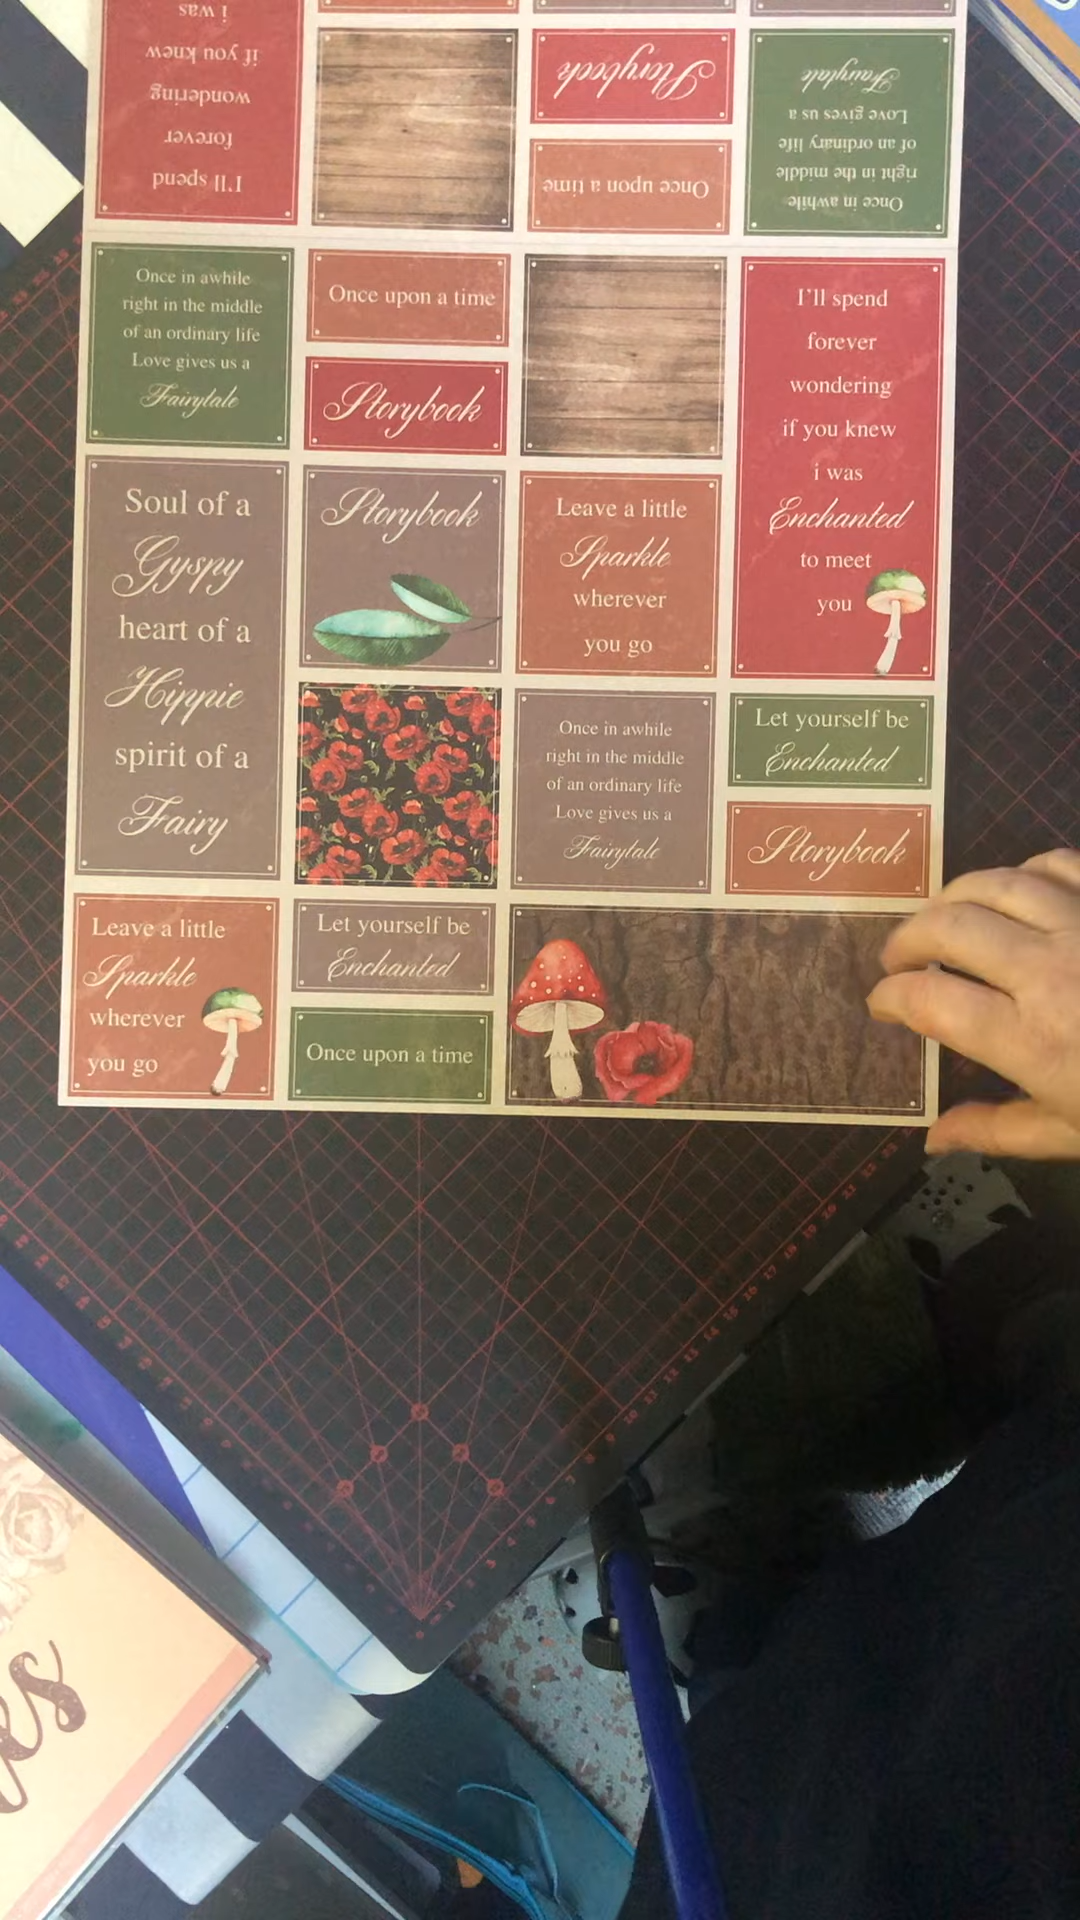 i was
if you knew
wondering
forever
I'll spend
Storybook
Once upon a time
Fairytale
Love gives us a
of an ordinary life
right in the middle
Once in awhile
Once in awhile
right in the middle
of an ordinary life
Love gives us a
Fairytale
Once upon a time
Storybook
I'll spend
forever
wondering
if you knew
i was
Enchanted
to meet
you
Soul of a
Gyspy
heart of a
Hippie
spirit of a
Fairy
Storybook
Leave a little
Sparkle
wherever
you go
Once in awhile
right in the middle
of an ordinary life
Love gives us a
Fairytale
Let yourself be
Enchanted
Storybook
Leave a little
Sparkle
wherever
you go
Let yourself be
Enchanted
Once upon a time